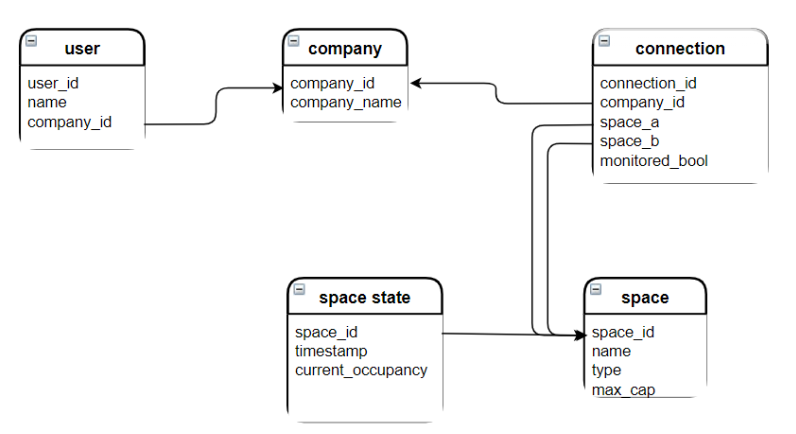 user
user_id
name
company_id
company
company_id
company_name
connection
connection_id
company_id
space_a
space_b
monitored_bool
space state
space_id
timestamp
current_occupancy
space
space_id
name
type
max_cap